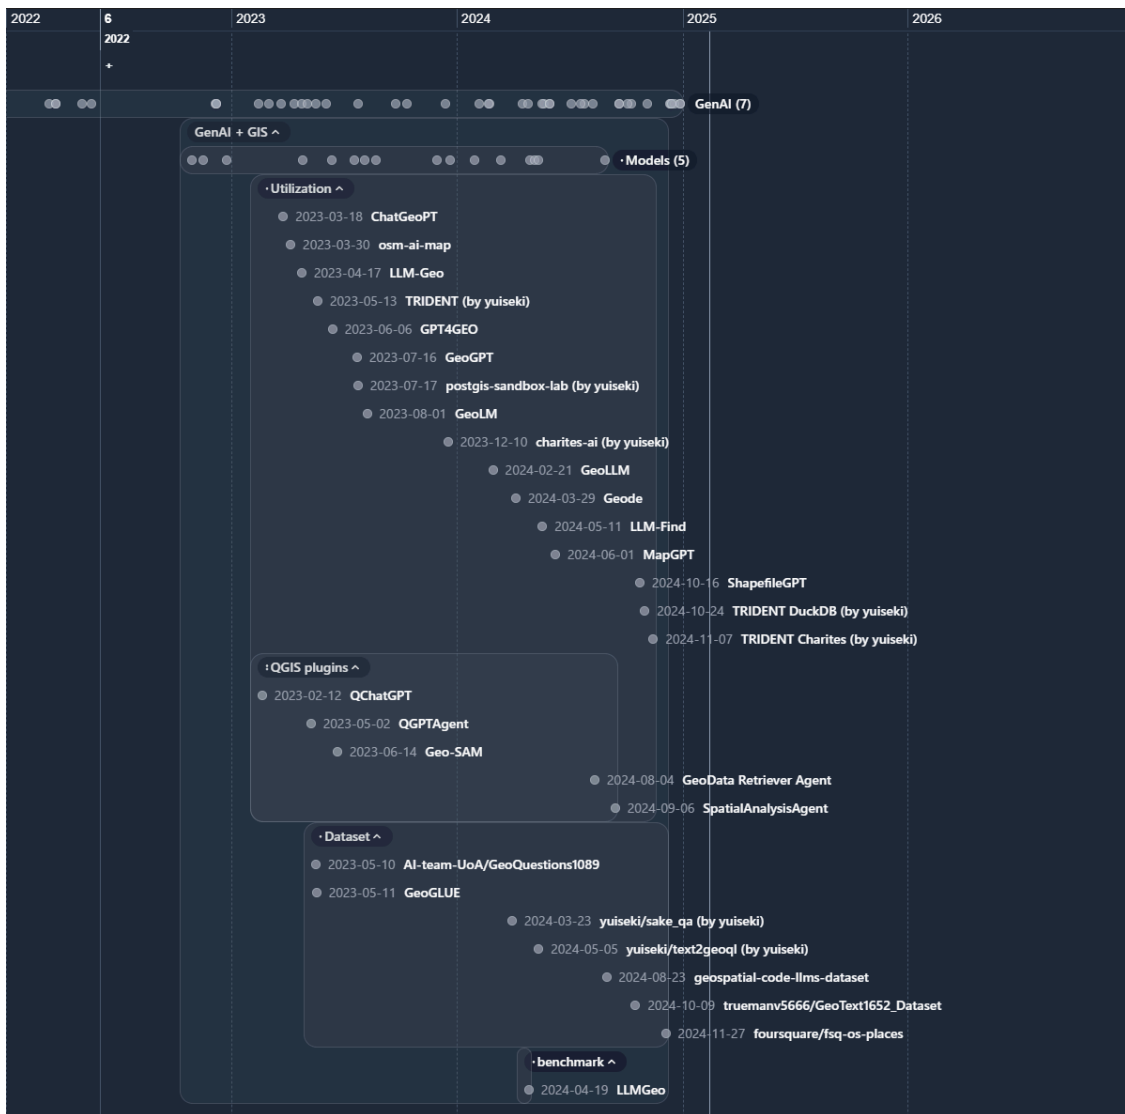 2022 6 2023 2024 2025 2026
2022
+
GenAI (7)
GenAI + GIS
Models (5)
Utilization
2023-03-18 ChatGeoPT
2023-03-30 osm-ai-map
2023-04-17 LLM-Geo
2023-05-13 TRIDENT (by yuiseki)
2023-06-06 GPT4GEO
2023-07-16 GeoGPT
2023-07-17 postgis-sandbox-lab (by yuiseki)
2023-08-01 GeoLM
2023-12-10 charites-ai (by yuiseki)
2024-02-21 GeoLLM
2024-03-29 Geode
2024-05-11 LLM-Find
2024-06-01 MapGPT
2024-10-16 ShapefileGPT
2024-10-24 TRIDENT DuckDB (by yuiseki)
2024-11-07 TRIDENT Charites (by yuiseki)
QGIS plugins
2023-02-12 QChatGPT
2023-05-02 QGPTAgent
2023-06-14 Geo-SAM
2024-08-04 GeoData Retriever Agent
2024-09-06 SpatialAnalysisAgent
Dataset
2023-05-10 AI-team-UoA/GeoQuestions1089
2023-05-11 GeoGLUE
2024-03-23 yuiseki/sake_qa (by yuiseki)
2024-05-05 yuiseki/text2geoql (by yuiseki)
2024-08-23 geospatial-code-llms-dataset
2024-10-09 truemanv5666/GeoText1652_Dataset
2024-11-27 foursquare/fsq-os-places
benchmark
2024-04-19 LLMGeo